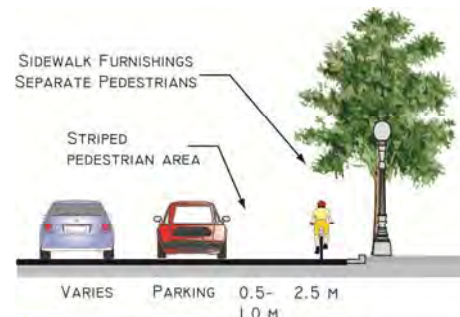 SIDEWALK FURNISHINGS
SEPARATE PEDESTRIANS
STRIPED
PEDESTRIAN AREA
VARIES PARKING 0.5- 2.5 M
1.0 M